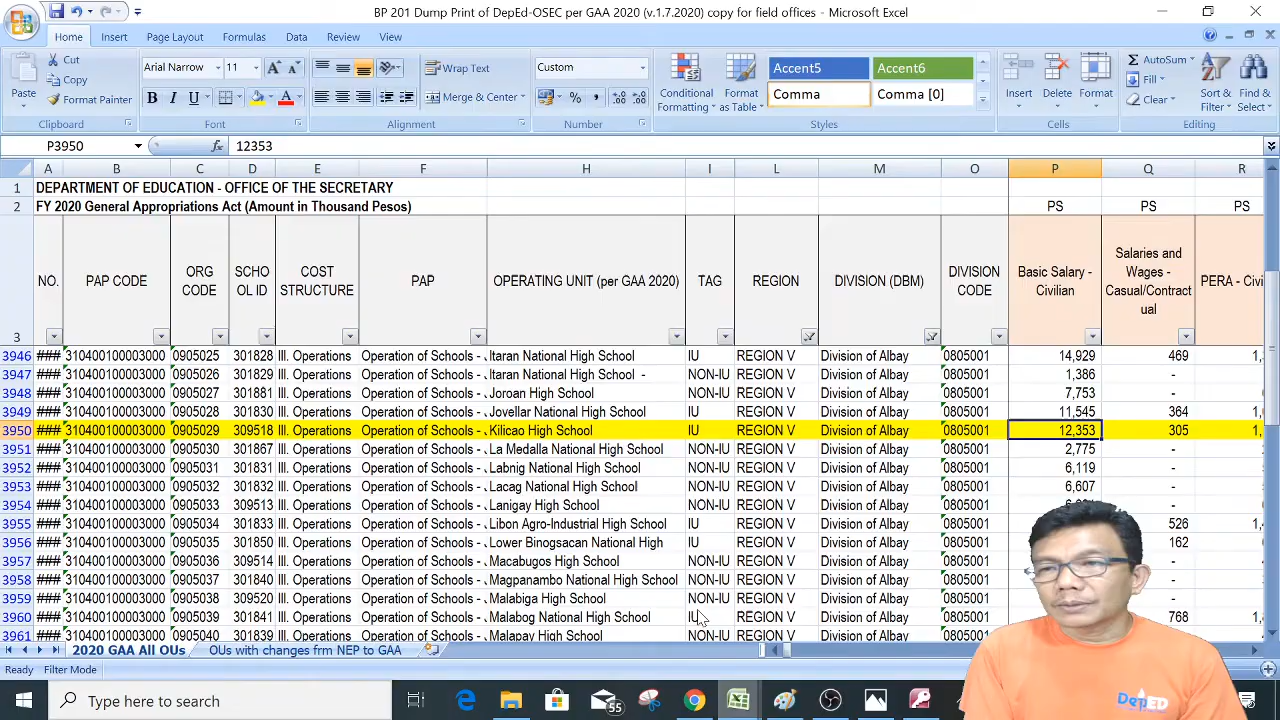 BP 201 Dump Print of DepEd-OSEC per GAA 2020 (v.1.7.2020) copy for field offices - Microsoft Excel
Home Insert Page Layout Formulas Data Review View
Cut
Copy
Format Painter
Paste
Clipboard
Arial Narrow 11
B I U
Font
Wrap Text
Merge & Center
Alignment
Custom
Number
Conditional Formatting
Format as Table
Accent5 Accent6
Comma Comma [0]
Styles
Insert Delete Format
Cells
AutoSum
Fill
Clear
Sort & Filter
Find & Select
Editing
P3950 fx 12353
A B C D E F H I L M O P Q R
1 DEPARTMENT OF EDUCATION - OFFICE OF THE SECRETARY
2 FY 2020 General Appropriations Act (Amount in Thousand Pesos) PS PS PS
3 NO. PAP CODE ORG CODE SCHOOL ID COST STRUCTURE PAP OPERATING UNIT (per GAA 2020) TAG REGION DIVISION (DBM) DIVISION CODE Basic Salary - Civilian Salaries and Wages - Casual/Contractual PERA - Civi
3946 ### 310400100003000 0905025 301828 III. Operations Operation of Schools - Itaran National High School IU REGION V Division of Albay 0805001 14,929 469 1,
3947 ### 310400100003000 0905026 301829 III. Operations Operation of Schools - Itaran National High School - NON-IU REGION V Division of Albay 0805001 1,386 -
3948 ### 310400100003000 0905027 301881 III. Operations Operation of Schools - Joroan High School NON-IU REGION V Division of Albay 0805001 7,753 -
3949 ### 310400100003000 0905028 301830 III. Operations Operation of Schools - Jovellar National High School IU REGION V Division of Albay 0805001 11,545 364 1,
3950 ### 310400100003000 0905029 309518 III. Operations Operation of Schools - Kilicao High School IU REGION V Division of Albay 0805001 12,353 305 1,
3951 ### 310400100003000 0905030 301867 III. Operations Operation of Schools - La Medalla National High School NON-IU REGION V Division of Albay 0805001 2,775 -
3952 ### 310400100003000 0905031 301831 III. Operations Operation of Schools - Labnig National High School NON-IU REGION V Division of Albay 0805001 6,119 -
3953 ### 310400100003000 0905032 301832 III. Operations Operation of Schools - Lacag National High School NON-IU REGION V Division of Albay 0805001 6,607 -
3954 ### 310400100003000 0905033 309513 III. Operations Operation of Schools - Lanigay High School NON-IU REGION V Division of Albay 0805001 -
3955 ### 310400100003000 0905034 301833 III. Operations Operation of Schools - Libon Agro-Industrial High School IU REGION V Division of Albay 0805001 526
3956 ### 310400100003000 0905035 301850 III. Operations Operation of Schools - Lower Binogsacan National High IU REGION V Division of Albay 0805001 162
3957 ### 310400100003000 0905036 309514 III. Operations Operation of Schools - Macabugos High School NON-IU REGION V Division of Albay 0805001 -
3958 ### 310400100003000 0905037 301840 III. Operations Operation of Schools - Magpanambo National High School NON-IU REGION V Division of Albay 0805001 -
3959 ### 310400100003000 0905038 309520 III. Operations Operation of Schools - Malabiga High School NON-IU REGION V Division of Albay 0805001 -
3960 ### 310400100003000 0905039 301841 III. Operations Operation of Schools - Malabog National High School IU REGION V Division of Albay 0805001 768
3961 ### 310400100003000 0905040 301839 III. Operations Operation of Schools - Malapay High School NON-IU REGION V Division of Albay 0805001
2020 GAA All OUs OUs with changes frm NEP to GAA
Ready Filter Mode
Type here to search
55
DepED